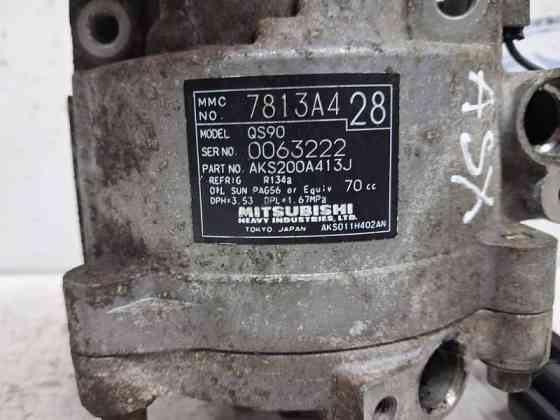 MMC NO. 7813A4 28
MODEL QS90
SER NO. 0063222
PART NO. AKS200A413J
REFRIG R134a
OIL SUN PAG56 or Equiv 70 cc
DPH=3.53 DPL=1.67MPa
MITSUBISHI
HEAVY INDUSTRIES, LTD.
TOKYO JAPAN AKS011H402AN
ASX